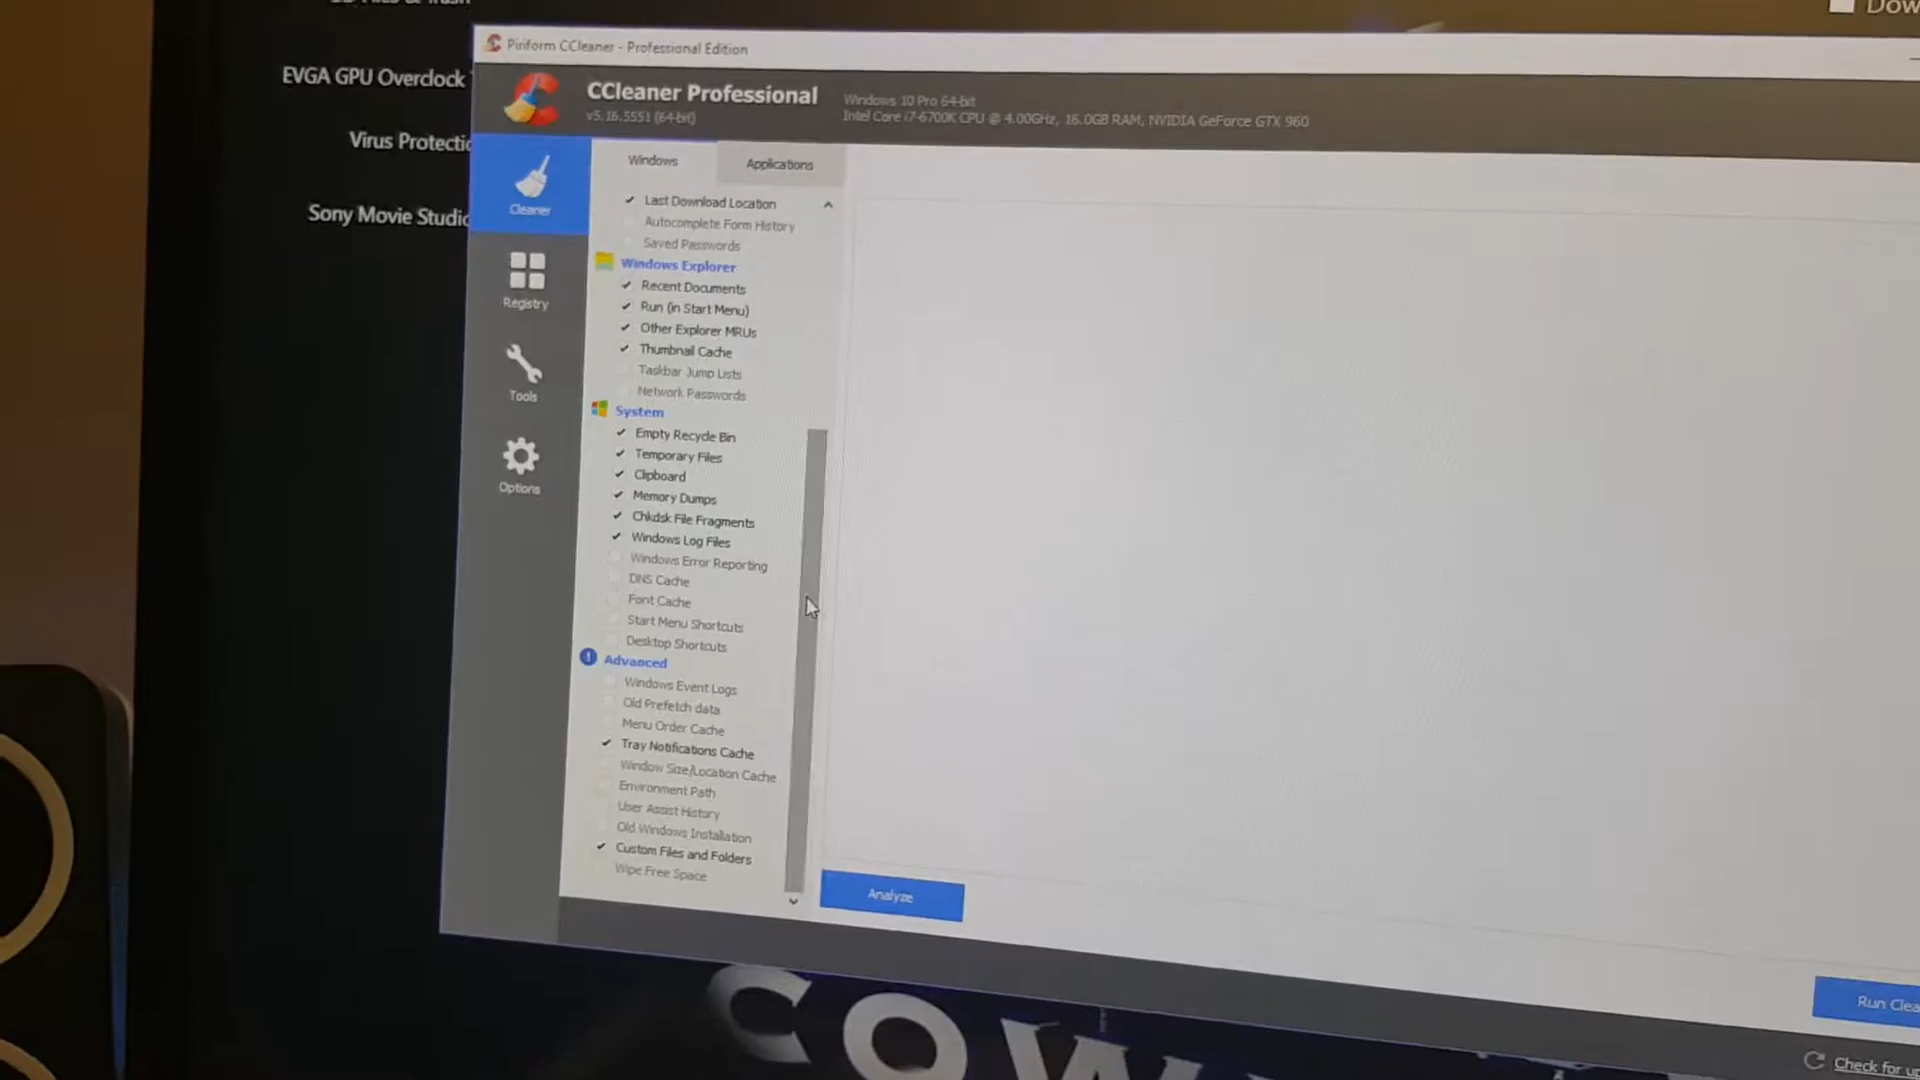 Piriform CCleaner - Professional Edition
EVGA GPU Overclock
CCleaner Professional
v5.16.5551 (64-bit)
Windows 10 Pro 64-bit
Intel Core i7-6700K CPU @ 4.00GHz, 16.0GB RAM, NVIDIA GeForce GTX 960
Virus Protectio
Sony Movie Studio
Cleaner
Registry
Tools
Options
Windows
Applications
Last Download Location
Autocomplete Form History
Saved Passwords
Windows Explorer
Recent Documents
Run (in Start Menu)
Other Explorer MRUs
Thumbnail Cache
Taskbar Jump Lists
Network Passwords
System
Empty Recycle Bin
Temporary Files
Clipboard
Memory Dumps
Chkdsk File Fragments
Windows Log Files
Windows Error Reporting
DNS Cache
Font Cache
Start Menu Shortcuts
Desktop Shortcuts
Advanced
Windows Event Logs
Old Prefetch data
Menu Order Cache
Tray Notifications Cache
Window Size/Location Cache
Environment Path
User Assist History
Old Windows Installation
Custom Files and Folders
Wipe Free Space
Analyze
Run Clea
Check for up
COW